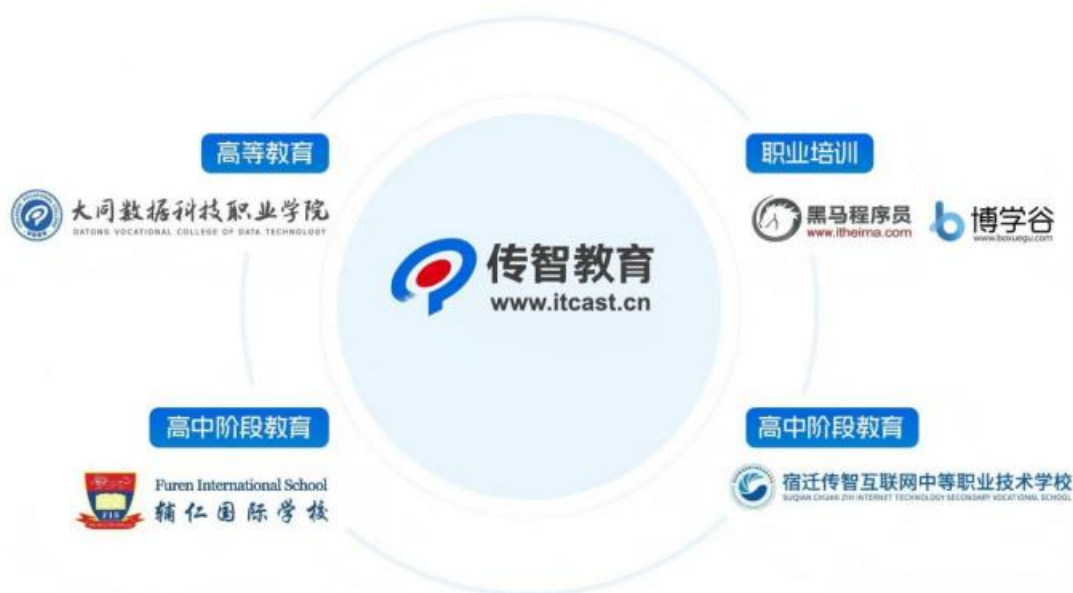 高等教育
大同数据科技职业学院
DATONG VOCATIONAL COLLEGE OF DATA TECHNOLOGY
职业培训
黑马程序员
www.itheima.com
博学谷
www.boxuegu.com
传智教育
www.itcast.cn
高中阶段教育
Furen International School
辅仁国际学校
FIS
高中阶段教育
宿迁传智互联网中等职业技术学校
SUQIAN CHUAN ZHI INTERNET TECHNOLOGY SECONDARY VOCATIONAL SCHOOL